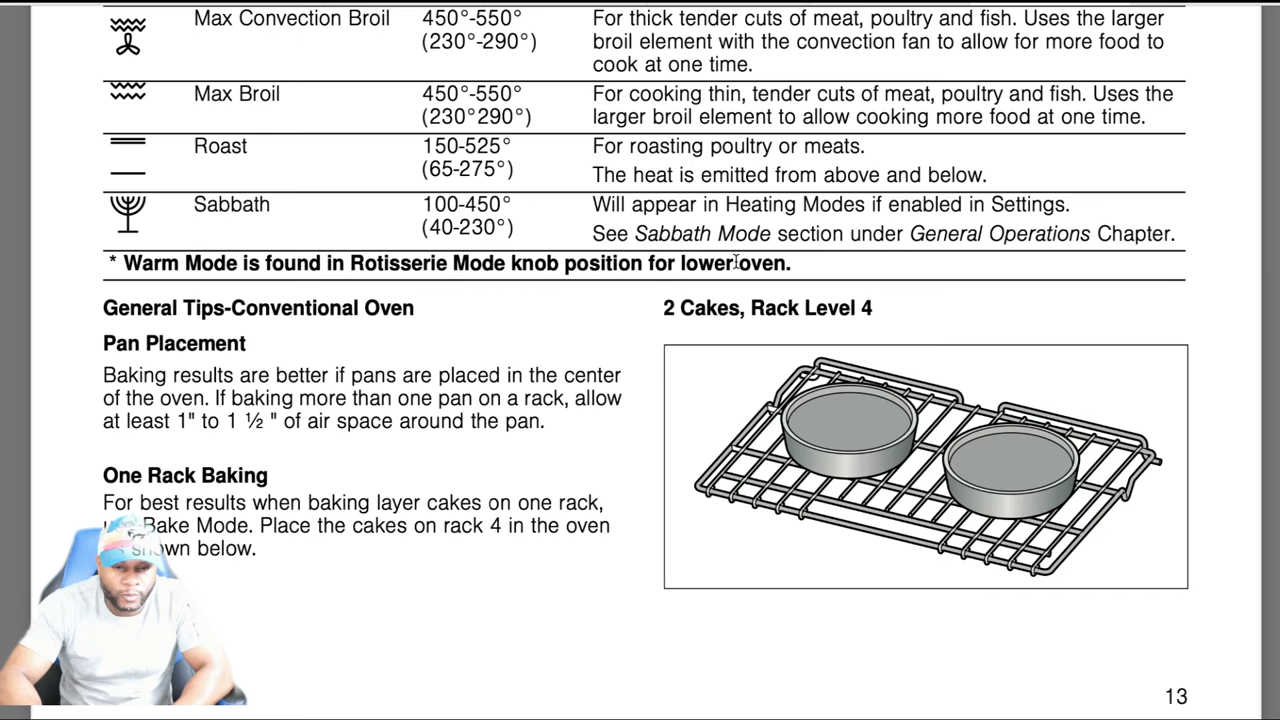 Max Convection Broil 450°-550° For thick tender cuts of meat, poultry and fish. Uses the larger
(230°-290°) broil element with the convection fan to allow for more food to
cook at one time.
Max Broil 450°-550° For cooking thin, tender cuts of meat, poultry and fish. Uses the
(230°290°) larger broil element to allow cooking more food at one time.
Roast 150-525° For roasting poultry or meats.
(65-275°) The heat is emitted from above and below.
Sabbath 100-450° Will appear in Heating Modes if enabled in Settings.
(40-230°) See Sabbath Mode section under General Operations Chapter.
* Warm Mode is found in Rotisserie Mode knob position for lower oven.
General Tips-Conventional Oven
Pan Placement
Baking results are better if pans are placed in the center
of the oven. If baking more than one pan on a rack, allow
at least 1" to 1 ½ " of air space around the pan.
One Rack Baking
For best results when baking layer cakes on one rack,
Bake Mode. Place the cakes on rack 4 in the oven
shown below.
2 Cakes, Rack Level 4
13